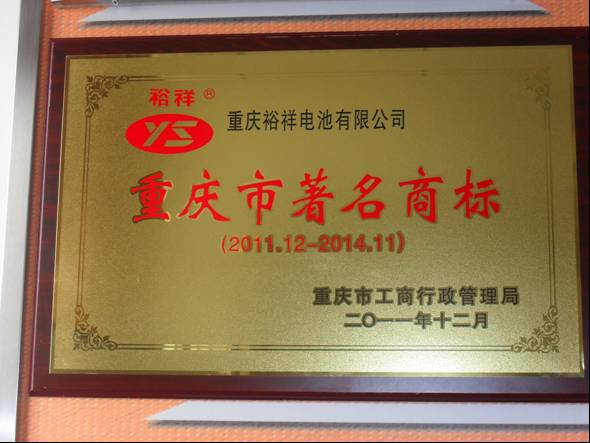 裕祥®
YS
重庆裕祥电池有限公司
重庆市著名商标
(2011.12-2014.11)
重庆市工商行政管理局
二〇一一年十二月